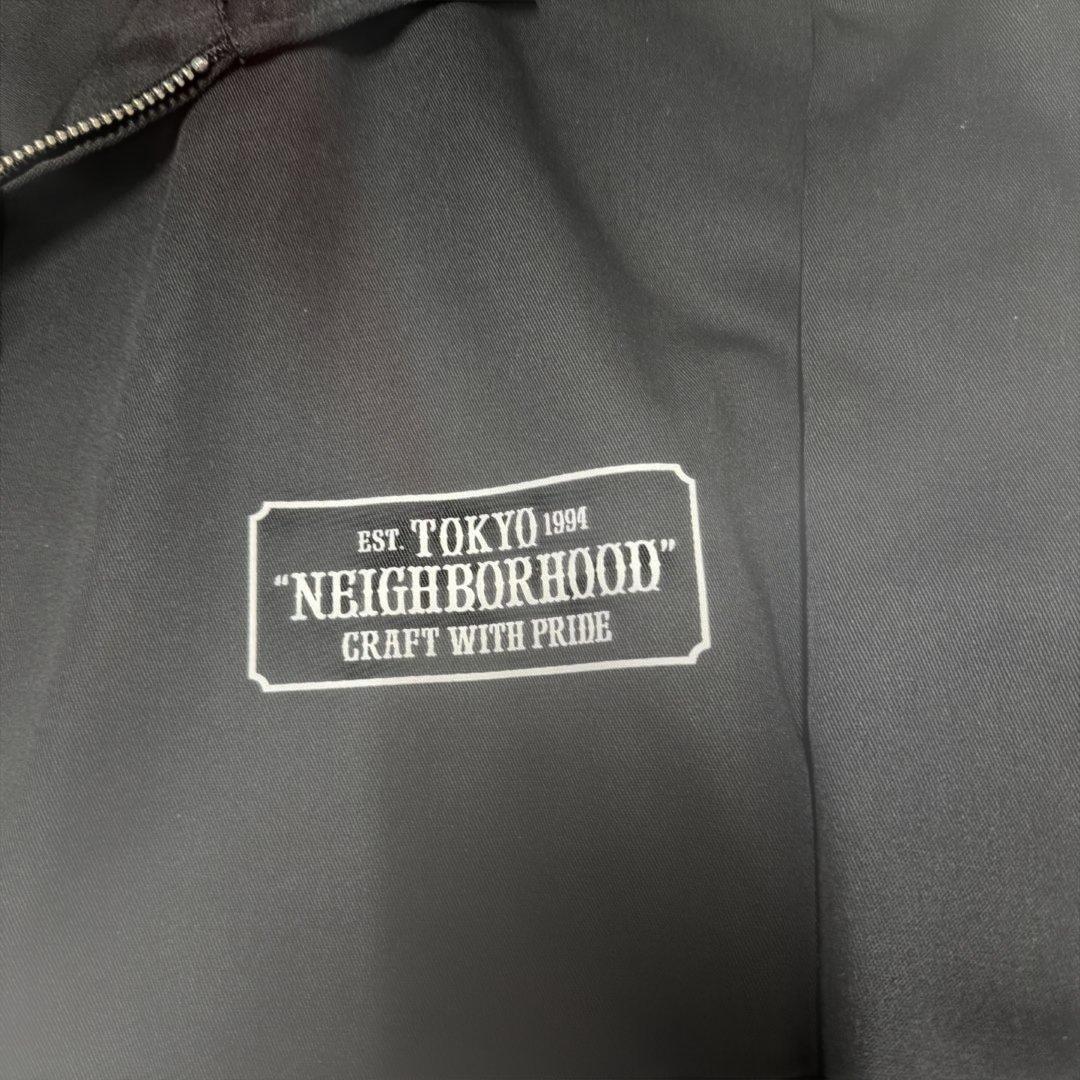 EST. TOKYO 1994
“NEIGHBORHOOD”
CRAFT WITH PRIDE